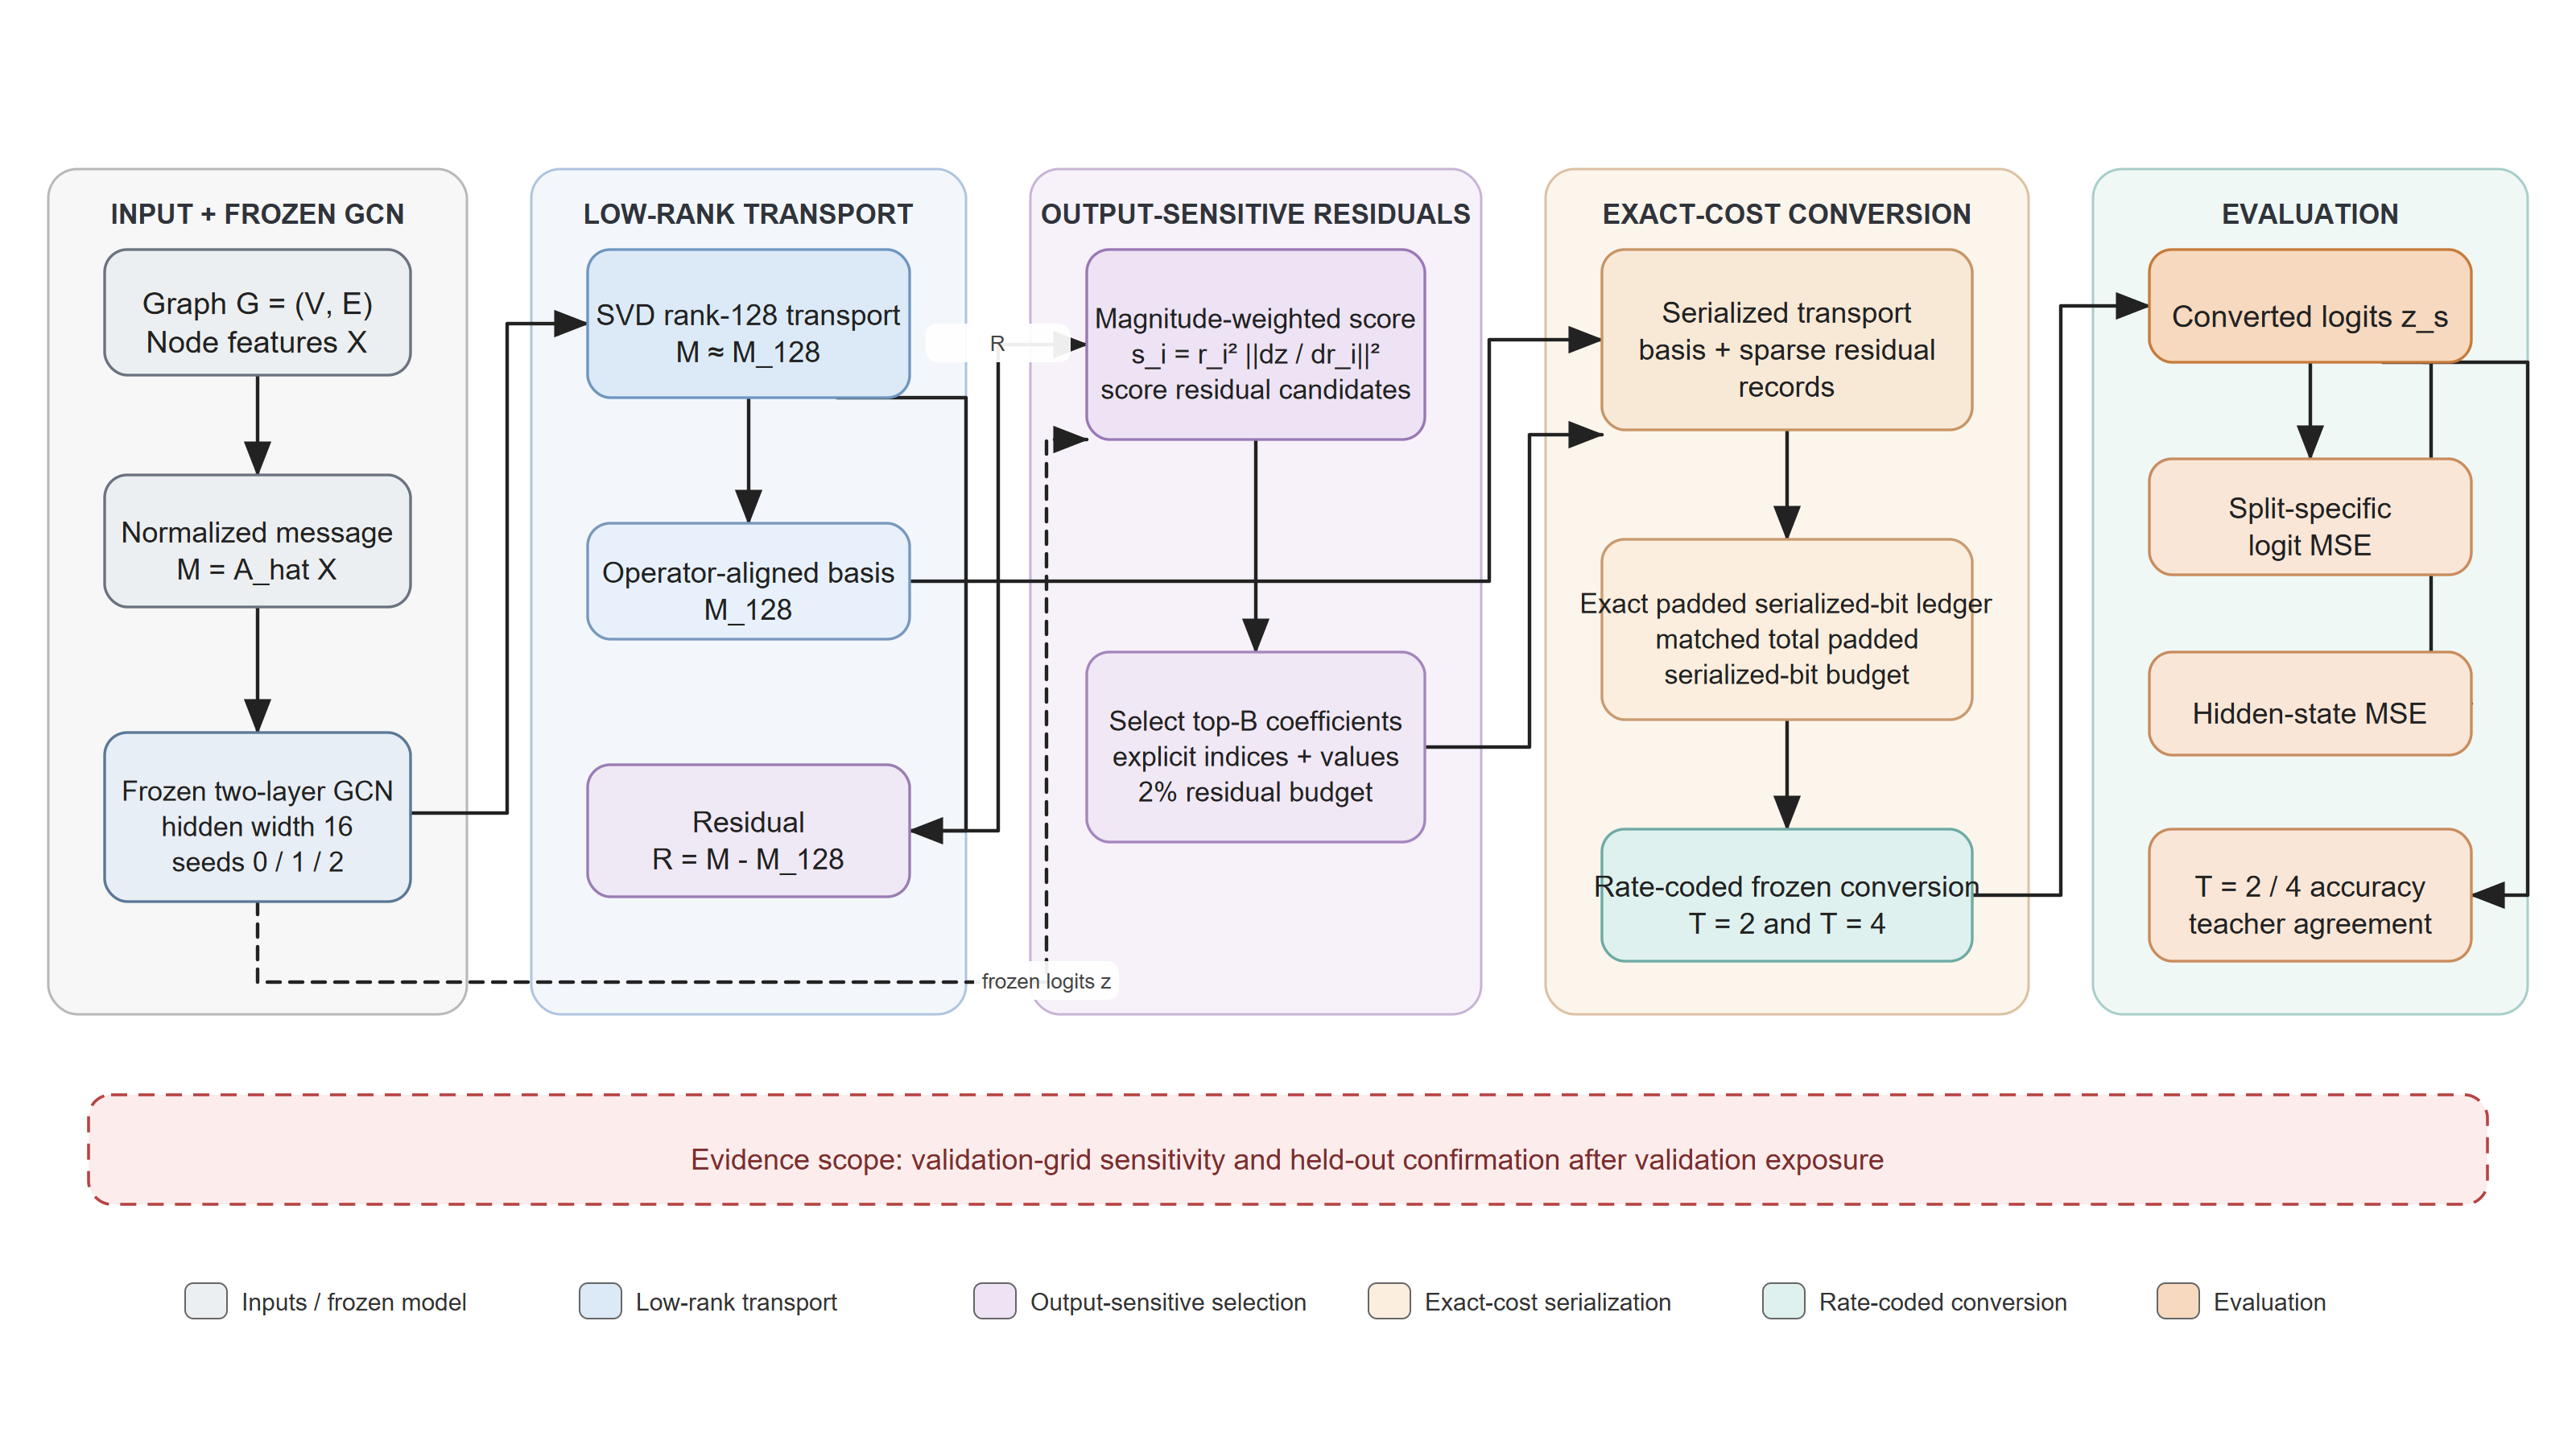 INPUT + FROZEN GCN
Graph G = (V, E)
Node features X
Normalized message
M = A_hat X
Frozen two-layer GCN
hidden width 16
seeds 0 / 1 / 2
LOW-RANK TRANSPORT
SVD rank-128 transport
M ≈ M_128
Operator-aligned basis
M_128
Residual
R = M - M_128
R
frozen logits z
OUTPUT-SENSITIVE RESIDUALS
Magnitude-weighted score
s_i = r_i² ||dz / dr_i||²
score residual candidates
Select top-B coefficients
explicit indices + values
2% residual budget
EXACT-COST CONVERSION
Serialized transport
basis + sparse residual
records
Exact padded serialized-bit ledger
matched total padded
serialized-bit budget
Rate-coded frozen conversion
T = 2 and T = 4
EVALUATION
Converted logits z_s
Split-specific
logit MSE
Hidden-state MSE
T = 2 / 4 accuracy
teacher agreement
Evidence scope: validation-grid sensitivity and held-out confirmation after validation exposure
Inputs / frozen model
Low-rank transport
Output-sensitive selection
Exact-cost serialization
Rate-coded conversion
Evaluation